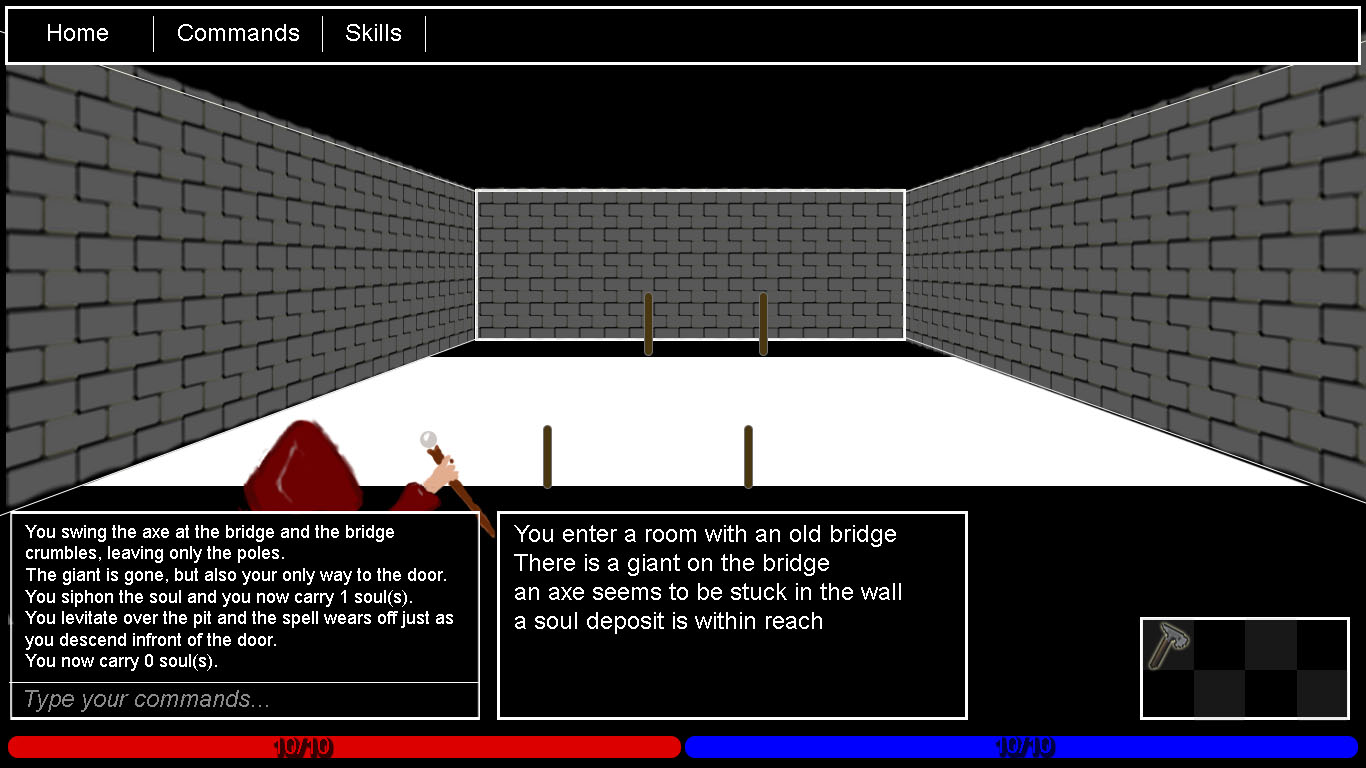 Home Commands Skills
You swing the axe at the bridge and the bridge
crumbles, leaving only the poles.
The giant is gone, but also your only way to the door.
You siphon the soul and you now carry 1 soul(s).
You levitate over the pit and the spell wears off just as
you descend infront of the door.
You now carry 0 soul(s).
Type your commands...
You enter a room with an old bridge
There is a giant on the bridge
an axe seems to be stuck in the wall
a soul deposit is within reach
10/10 10/10